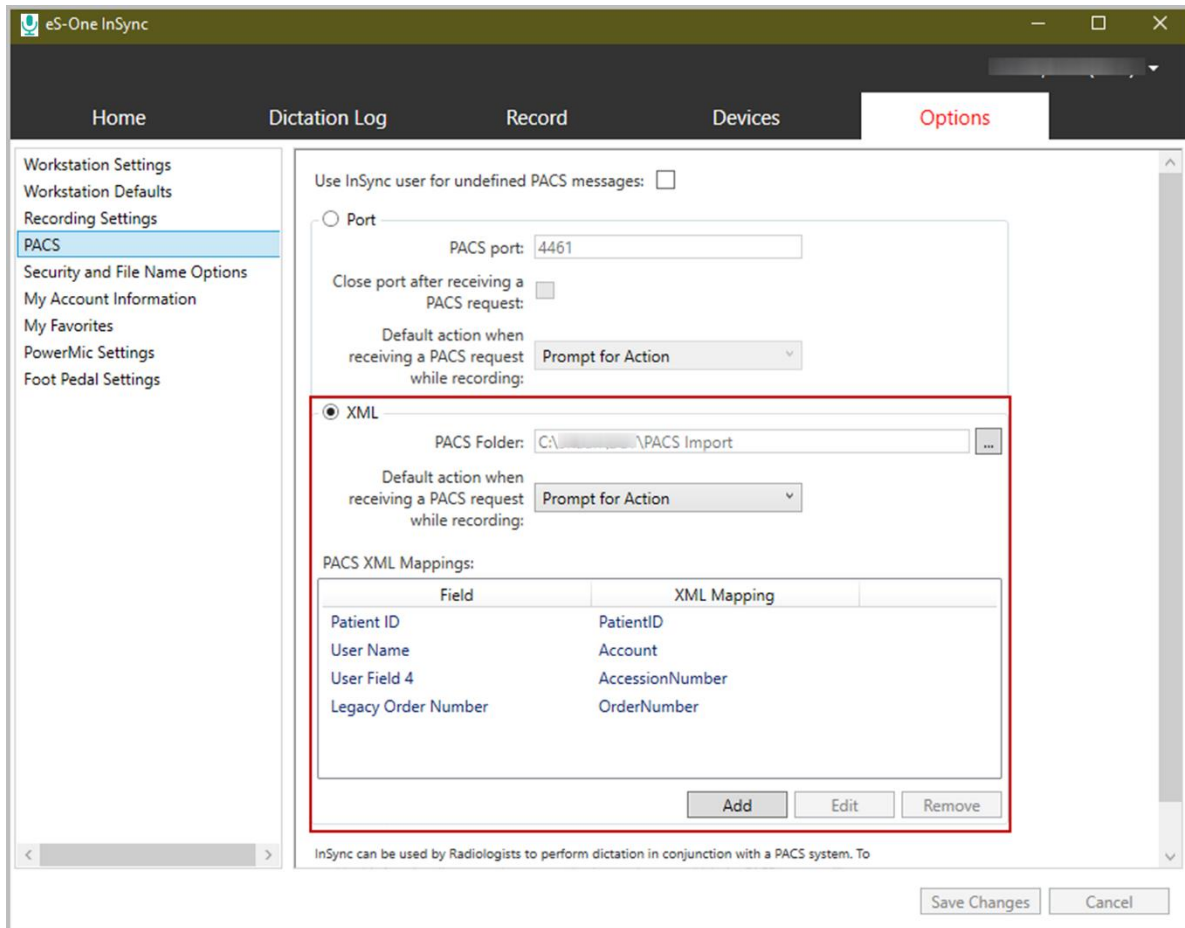 eS-One InSync
Home Dictation Log Record Devices Options
Workstation Settings
Workstation Defaults
Recording Settings
PACS
Security and File Name Options
My Account Information
My Favorites
PowerMic Settings
Foot Pedal Settings
Use InSync user for undefined PACS messages:
Port
PACS port: 4461
Close port after receiving a
PACS request:
Default action when
receiving a PACS request Prompt for Action
while recording:
XML
PACS Folder: C:\ \PACS Import ...
Default action when
receiving a PACS request Prompt for Action
while recording:
PACS XML Mappings:
Field XML Mapping
Patient ID PatientID
User Name Account
User Field 4 AccessionNumber
Legacy Order Number OrderNumber
Add Edit Remove
InSync can be used by Radiologists to perform dictation in conjunction with a PACS system. To
Save Changes Cancel